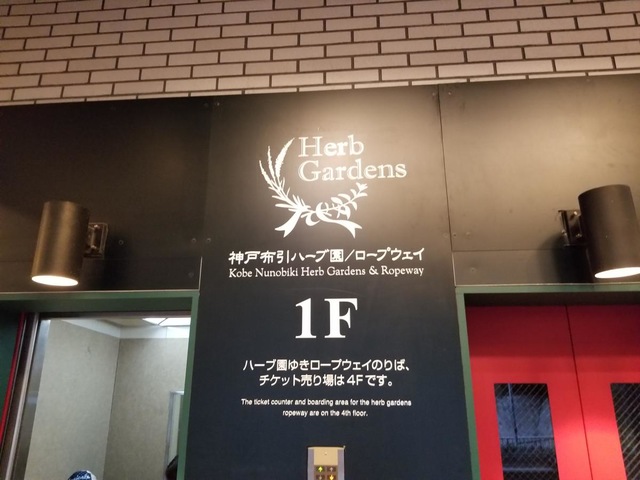 Herb
Gardens
神戸布引ハーブ園/ロープウェイ
Kobe Nunobiki Herb Gardens & Ropeway
1F
ハーブ園ゆきロープウェイのりば、
チケット売り場は4Fです。
The ticket counter and boarding area for the herb gardens
ropeway are on the 4th floor.